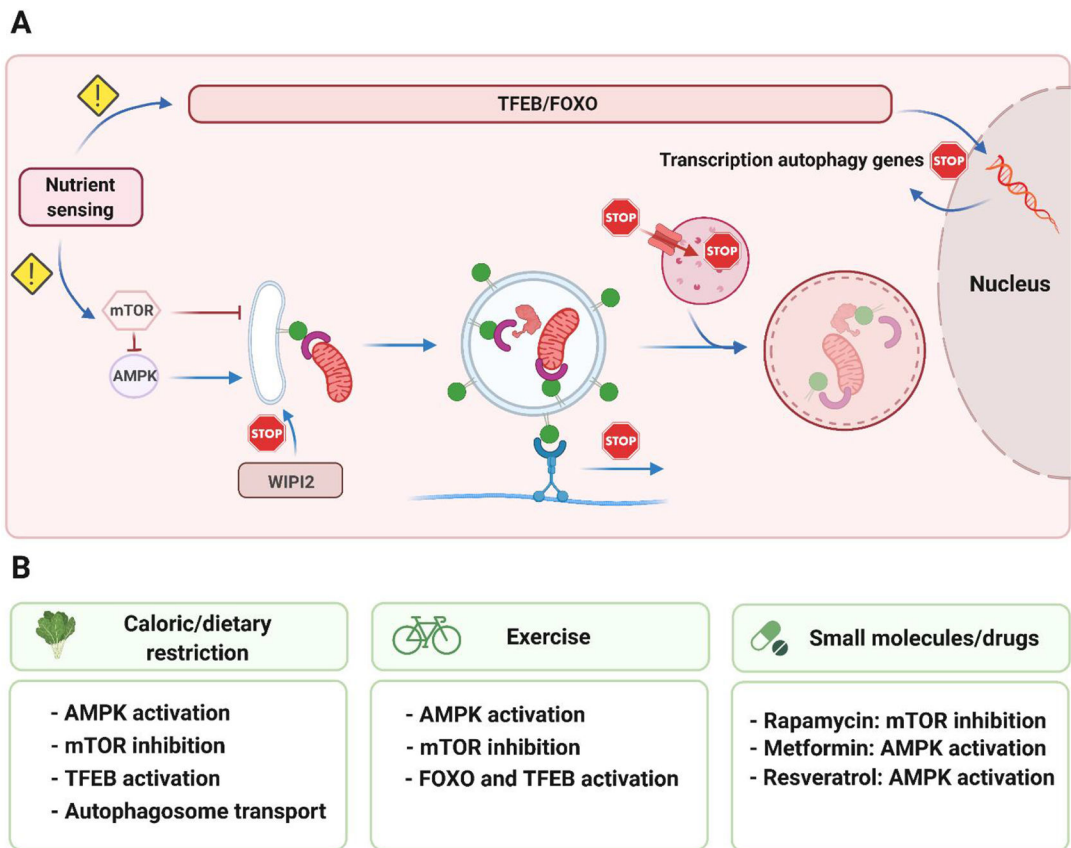 A
TFEB/FOXO
Transcription autophagy genes
STOP
Nutrient
sensing
STOP
STOP
Nucleus
mTOR
AMPK
STOP
STOP
WIPI2
B
Caloric/dietary
restriction
- AMPK activation
- mTOR inhibition
- TFEB activation
- Autophagosome transport
Exercise
- AMPK activation
- mTOR inhibition
- FOXO and TFEB activation
Small molecules/drugs
- Rapamycin: mTOR inhibition
- Metformin: AMPK activation
- Resveratrol: AMPK activation